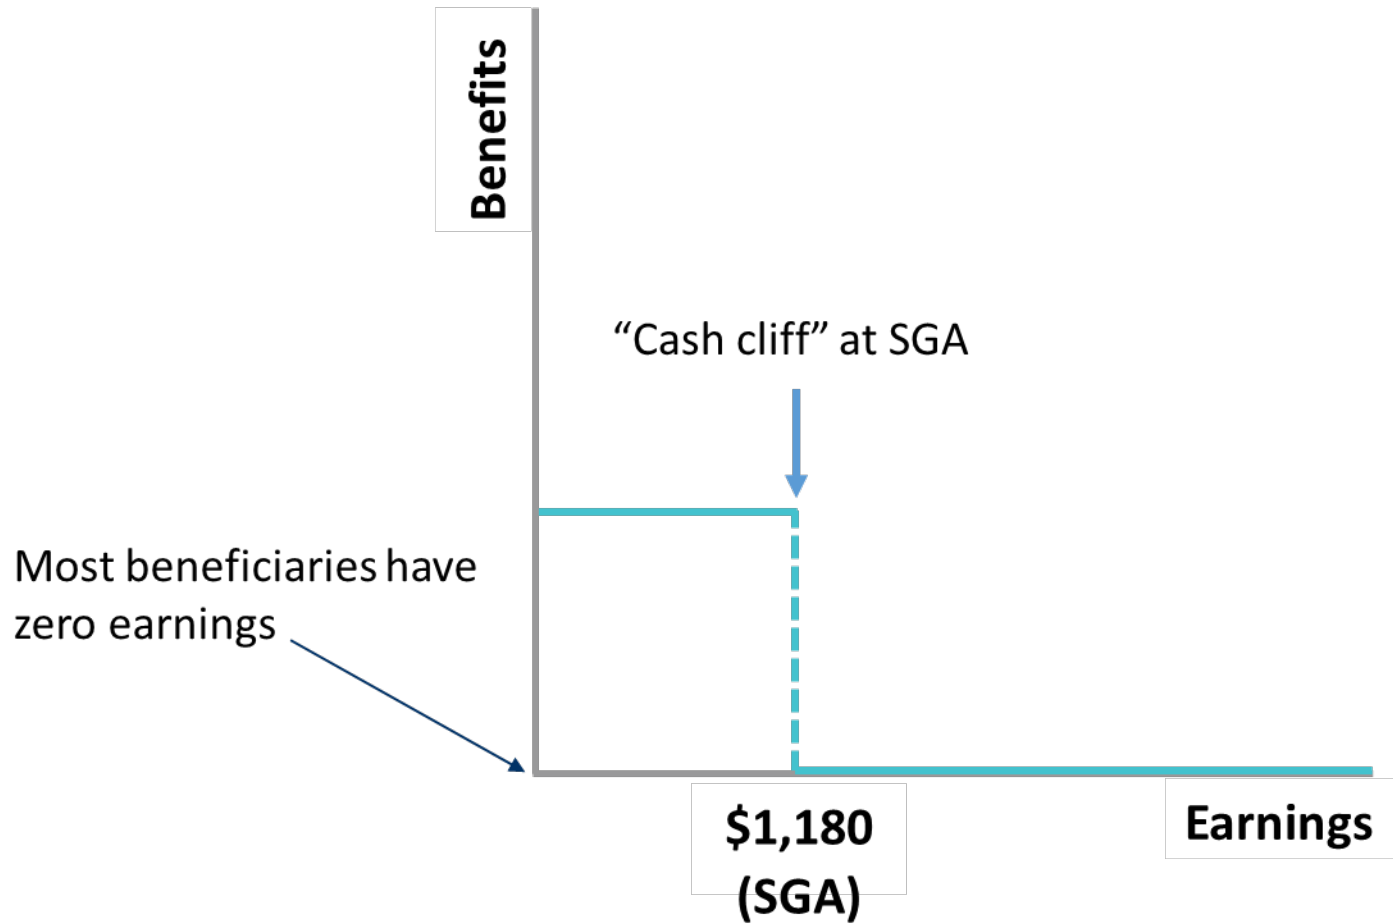 Benefits
“Cash cliff” at SGA
Most beneficiaries have
zero earnings
$1,180
(SGA)
Earnings